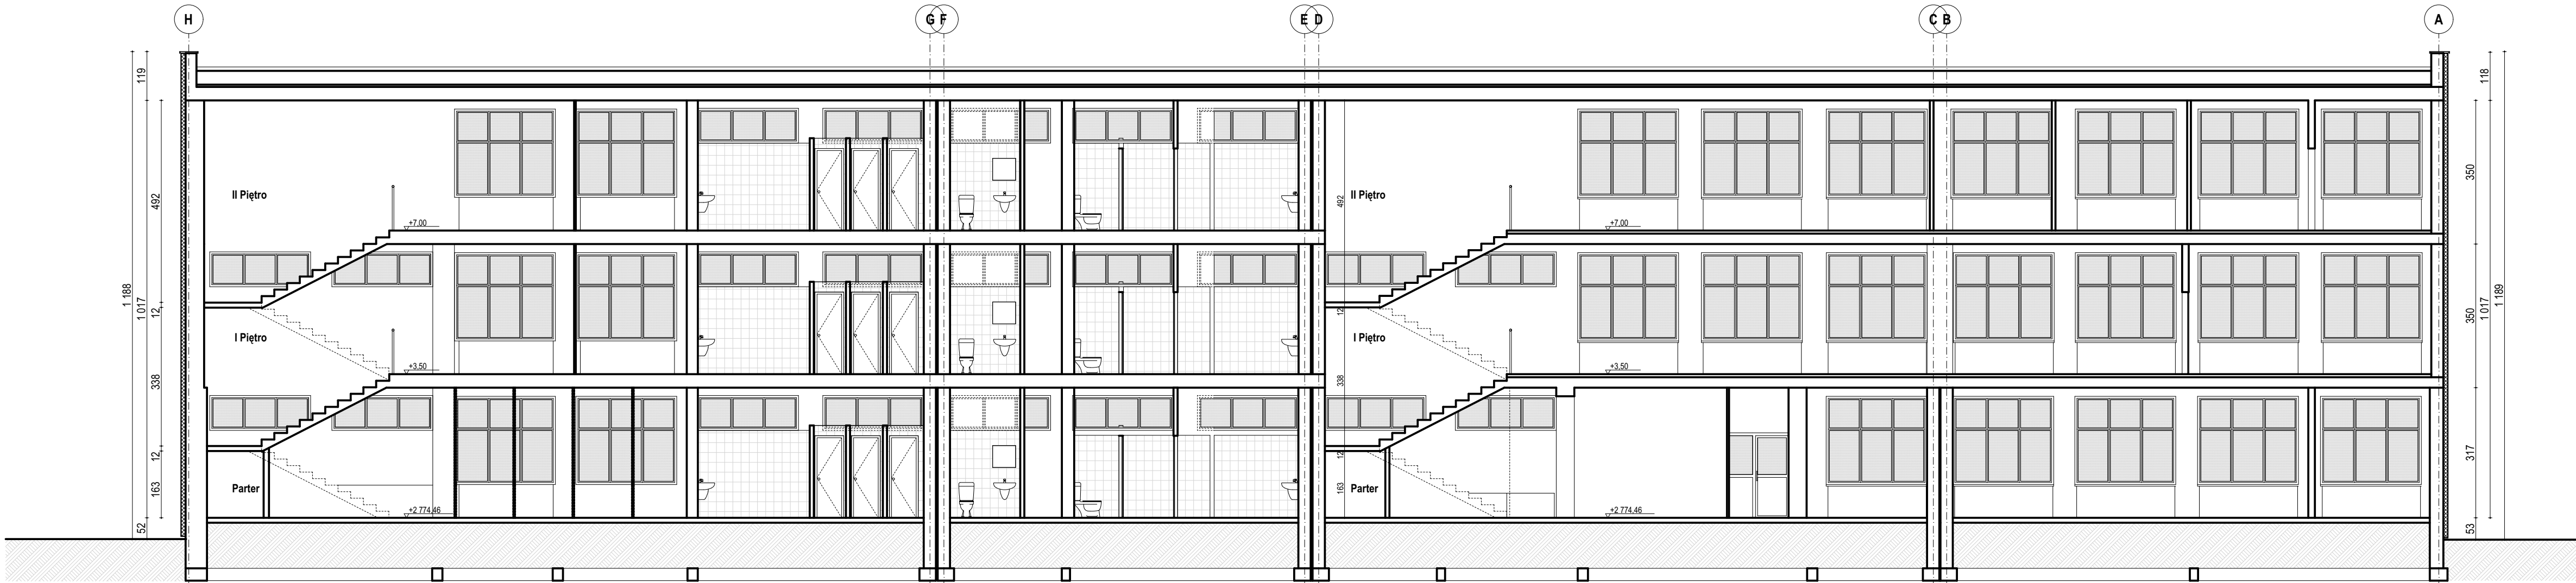 H
G F
E D
C B
A
119
118
492
350
II Piętro
492
II Piętro
+7.00
+7.00
1 188
1 017
12
12
350
1 017
1 189
I Piętro
I Piętro
+3,50
+3,50
338
338
12
12
317
163
163
Parter
Parter
+2 774,46
+2 774,46
52
53